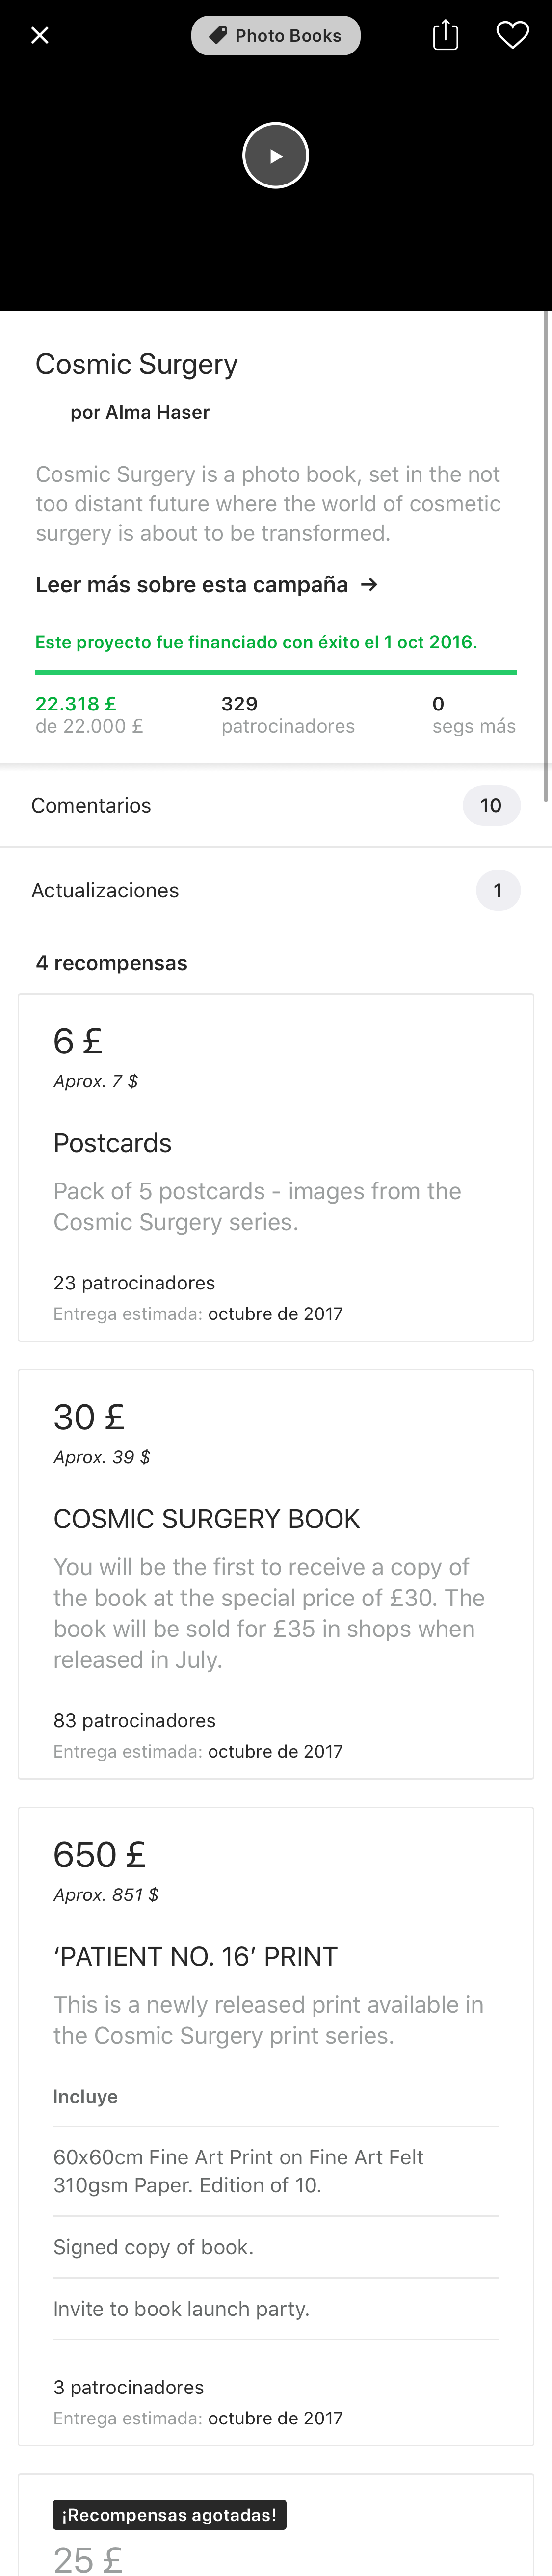 Photo Books
Cosmic Surgery
por Alma Haser
Cosmic Surgery is a photo book, set in the not
too distant future where the world of cosmetic
surgery is about to be transformed.
Leer más sobre esta campaña →
Este proyecto fue financiado con éxito el 1 oct 2016.
22.318 £ 329 0
de 22.000 £ patrocinadores segs más
Comentarios 10
Actualizaciones 1
4 recompensas
6 £
Aprox. 7 $
Postcards
Pack of 5 postcards - images from the
Cosmic Surgery series.
23 patrocinadores
Entrega estimada: octubre de 2017
30 £
Aprox. 39 $
COSMIC SURGERY BOOK
You will be the first to receive a copy of
the book at the special price of £30. The
book will be sold for £35 in shops when
released in July.
83 patrocinadores
Entrega estimada: octubre de 2017
650 £
Aprox. 851 $
‘PATIENT NO. 16’ PRINT
This is a newly released print available in
the Cosmic Surgery print series.
Incluye
60x60cm Fine Art Print on Fine Art Felt
310gsm Paper. Edition of 10.
Signed copy of book.
Invite to book launch party.
3 patrocinadores
Entrega estimada: octubre de 2017
¡Recompensas agotadas!
25 £